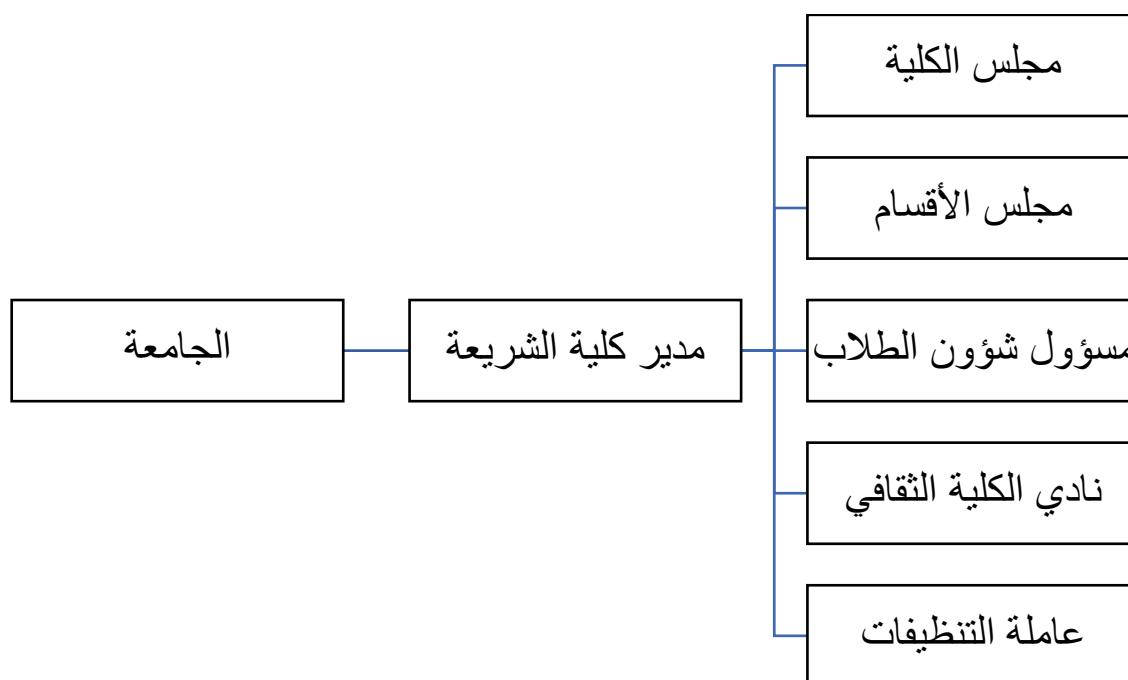 مجلس الكلية
مجلس الأقسام
مسؤول شؤون الطلاب
مدير كلية الشريعة
الجامعة
نادي الكلية الثقافي
عاملة التنظيفات